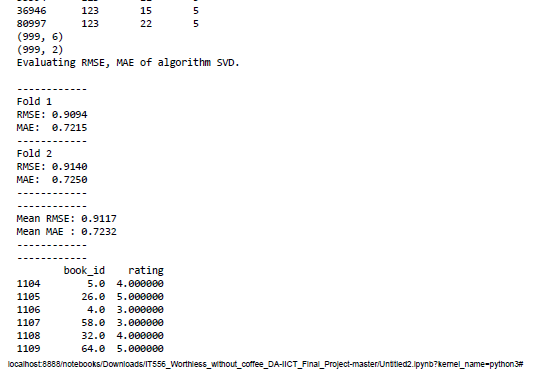 36946 123 15 5
80997 123 22 5
(999, 6)
(999, 2)
Evaluating RMSE, MAE of algorithm SVD.
------------
Fold 1
RMSE: 0.9094
MAE: 0.7215
------------
Fold 2
RMSE: 0.9140
MAE: 0.7250
------------
------------
Mean RMSE: 0.9117
Mean MAE : 0.7232
------------
------------
book_id rating
1104 5.0 4.000000
1105 26.0 5.000000
1106 4.0 3.000000
1107 58.0 3.000000
1108 32.0 4.000000
1109 64.0 5.000000
localhost:8888/notebooks/Downloads/IT556_Worthless_without_coffee_DA-IICT_Final_Project-master/Untitled2.ipynb?kernel_name=python3#